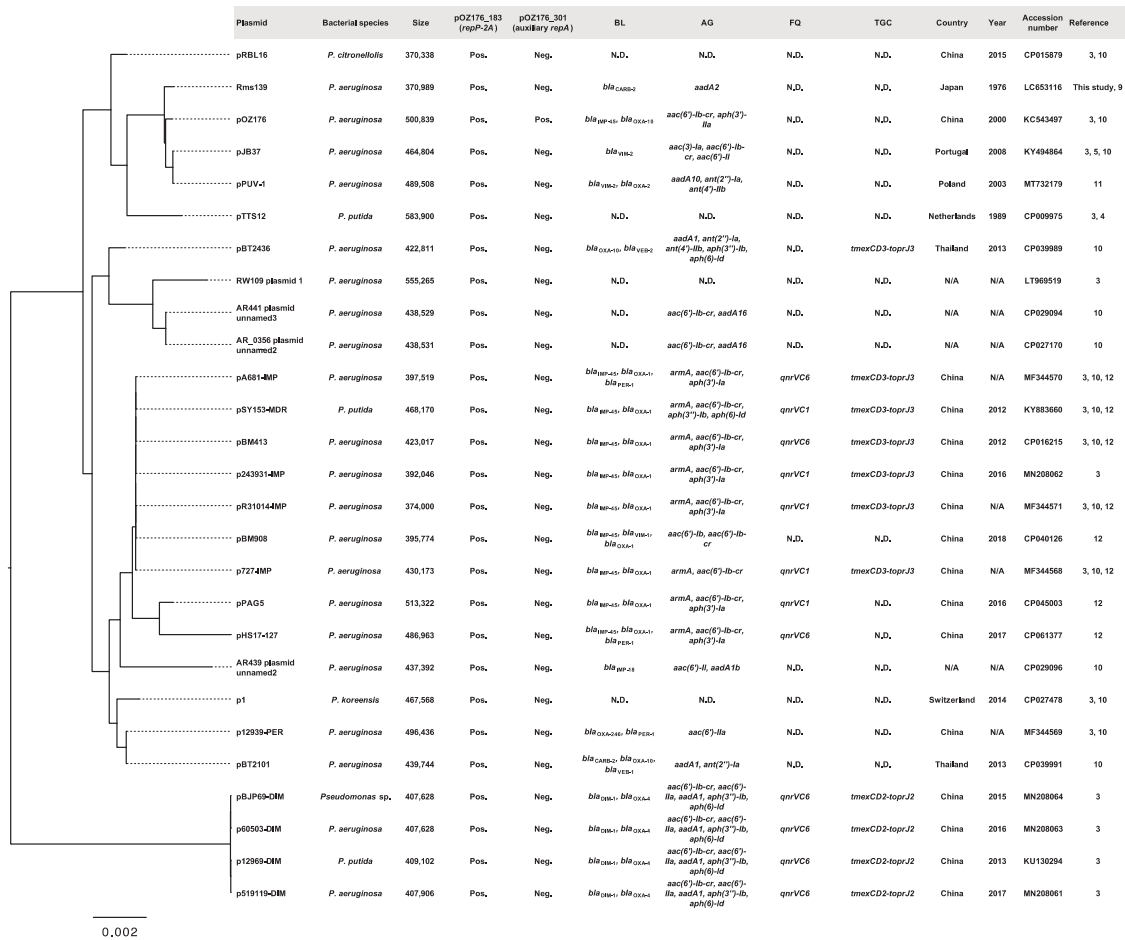 Plasmid Bacterial species Size pOZ176_183 (repP-2A) pOZ176_301 (auxiliary repA) BL AG FQ TGC Country Year Accession number Reference
pRBL16 P. citronellolis 370,338 Pos. Neg. N.D. N.D. N.D. N.D. China 2015 CP015879 3, 10
Rms139 P. aeruginosa 370,989 Pos. Neg. blaCARB-2 aadA2 N.D. N.D. Japan 1976 LC653116 This study, 9
pOZ176 P. aeruginosa 500,839 Pos. Pos. blaIMP-45, blaOXA-10 aac(6')-Ib-cr, aph(3')-IIa N.D. N.D. China 2000 KC543497 3, 10
pJB37 P. aeruginosa 464,804 Pos. Neg. blaVIM-2 aac(3)-Ia, aac(6')-Ib-cr, aac(6')-II N.D. N.D. Portugal 2008 KY494864 3, 5, 10
pPUV-1 P. aeruginosa 489,508 Pos. Neg. blaVIM-2, blaOXA-2 aadA10, ant(2")-Ia, ant(4')-IIb N.D. N.D. Poland 2003 MT732179 11
pTTS12 P. putida 583,900 Pos. Neg. N.D. N.D. N.D. N.D. Netherlands 1989 CP009975 3, 4
pBT2436 P. aeruginosa 422,811 Pos. Neg. blaOXA-10, blaVEB-2 aadA1, ant(2")-Ia, ant(4')-IIb, aph(3")-Ib, aph(6)-Id N.D. tmexCD3-toprJ3 Thailand 2013 CP039989 10
RW109 plasmid 1 P. aeruginosa 555,265 Pos. Neg. N.D. N.D. N.D. N.D. N/A N/A LT969519 3
AR441 plasmid unnamed3 P. aeruginosa 438,529 Pos. Neg. N.D. aac(6')-Ib-cr, aadA16 N.D. N.D. N/A N/A CP029094 10
AR_0356 plasmid unnamed2 P. aeruginosa 438,531 Pos. Neg. N.D. aac(6')-Ib-cr, aadA16 N.D. N.D. N/A N/A CP027170 10
pA681-IMP P. aeruginosa 397,519 Pos. Neg. blaIMP-45, blaOXA-1, blaPER-1 armA, aac(6')-Ib-cr, aph(3')-Ia qnrVC6 tmexCD3-toprJ3 China N/A MF344570 3, 10, 12
pSY153-MDR P. putida 468,170 Pos. Neg. blaIMP-45, blaOXA-1 armA, aac(6')-Ib-cr, aph(3")-Ib, aph(6)-Id qnrVC1 tmexCD3-toprJ3 China 2012 KY883660 3, 10, 12
pBM413 P. aeruginosa 423,017 Pos. Neg. blaIMP-45, blaOXA-1 armA, aac(6')-Ib-cr, aph(3')-Ia qnrVC6 tmexCD3-toprJ3 China 2012 CP016215 3, 10, 12
p243931-IMP P. aeruginosa 392,046 Pos. Neg. blaIMP-45, blaOXA-1 armA, aac(6')-Ib-cr, aph(3')-Ia qnrVC1 tmexCD3-toprJ3 China 2016 MN208062 3
pR31014-IMP P. aeruginosa 374,000 Pos. Neg. blaIMP-45, blaOXA-1 armA, aac(6')-Ib-cr, aph(3')-Ia qnrVC1 tmexCD3-toprJ3 China N/A MF344571 3, 10, 12
pBM908 P. aeruginosa 395,774 Pos. Neg. blaIMP-45, blaVIM-1, blaOXA-1 aac(6')-Ib, aac(6')-Ib-cr N.D. N.D. China 2018 CP040126 12
p727-IMP P. aeruginosa 430,173 Pos. Neg. blaIMP-45, blaOXA-1 armA, aac(6')-Ib-cr qnrVC1 tmexCD3-toprJ3 China N/A MF344568 3, 10, 12
pPAG5 P. aeruginosa 513,322 Pos. Neg. blaIMP-45, blaOXA-1 armA, aac(6')-Ib-cr, aph(3')-Ia qnrVC1 N.D. China 2016 CP045003 12
pHS17-127 P. aeruginosa 486,963 Pos. Neg. blaIMP-45, blaOXA-1, blaPER-1 armA, aac(6')-Ib-cr, aph(3')-Ia qnrVC6 N.D. China 2017 CP061377 12
AR439 plasmid unnamed2 P. aeruginosa 437,392 Pos. Neg. blaIMP-18 aac(6')-II, aadA1b N.D. N.D. N/A N/A CP029096 10
p1 P. koreensis 467,568 Pos. Neg. N.D. N.D. N.D. N.D. Switzerland 2014 CP027478 3, 10
p12939-PER P. aeruginosa 496,436 Pos. Neg. blaOXA-246, blaPER-1 aac(6')-IIa N.D. N.D. China N/A MF344569 3, 10
pBT2101 P. aeruginosa 439,744 Pos. Neg. blaCARB-2, blaOXA-10, blaVEB-1 aadA1, ant(2")-Ia N.D. N.D. Thailand 2013 CP039991 10
pBJP69-DIM Pseudomonas sp. 407,628 Pos. Neg. blaDIM-1, blaOXA-4 aac(6')-Ib-cr, aac(6')-IIa, aadA1, aph(3")-Ib, aph(6)-Id qnrVC6 tmexCD2-toprJ2 China 2015 MN208064 3
p60503-DIM P. aeruginosa 407,628 Pos. Neg. blaDIM-1, blaOXA-4 aac(6')-Ib-cr, aac(6')-IIa, aadA1, aph(3")-Ib, aph(6)-Id qnrVC6 tmexCD2-toprJ2 China 2016 MN208063 3
p12969-DIM P. putida 409,102 Pos. Neg. blaDIM-1, blaOXA-4 aac(6')-Ib-cr, aac(6')-IIa, aadA1, aph(3")-Ib, aph(6)-Id qnrVC6 tmexCD2-toprJ2 China 2013 KU130294 3
p519119-DIM P. aeruginosa 407,906 Pos. Neg. blaDIM-1, blaOXA-4 aac(6')-Ib-cr, aac(6')-IIa, aadA1, aph(3")-Ib, aph(6)-Id qnrVC6 tmexCD2-toprJ2 China 2017 MN208061 3
0.002